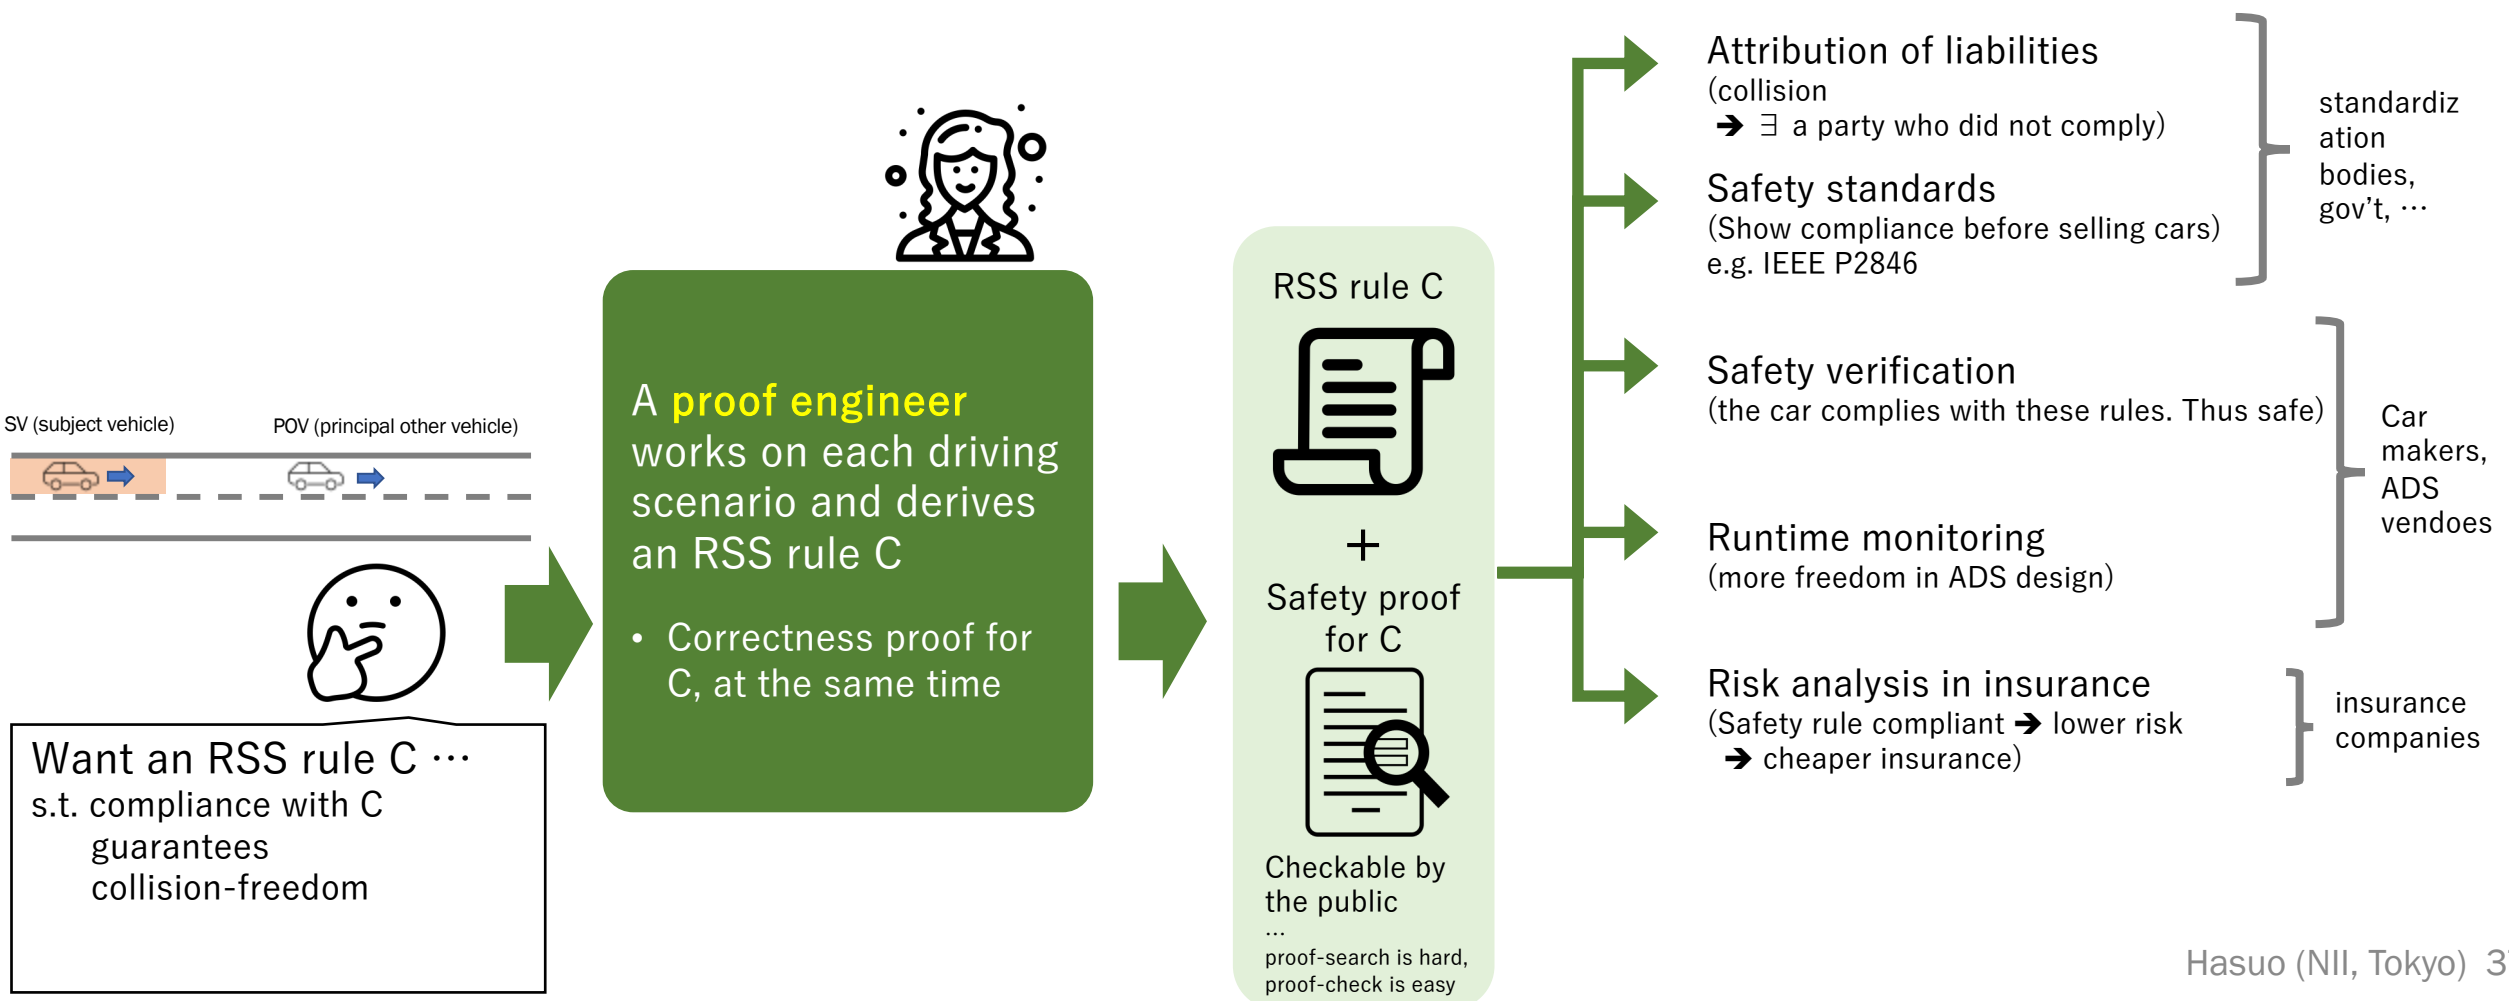 SV (subject vehicle)
POV (principal other vehicle)
Want an RSS rule C …
s.t. compliance with C
guarantees
collision-freedom
A proof engineer
works on each driving
scenario and derives
an RSS rule C
• Correctness proof for
C, at the same time
RSS rule C
+
Safety proof
for C
Checkable by
the public
…
proof-search is hard,
proof-check is easy
Attribution of liabilities
(collision
➔ ∃ a party who did not comply)
Safety standards
(Show compliance before selling cars)
e.g. IEEE P2846
standardiz
ation
bodies,
gov’t, …
Safety verification
(the car complies with these rules. Thus safe)
Runtime monitoring
(more freedom in ADS design)
Car
makers,
ADS
vendoes
Risk analysis in insurance
(Safety rule compliant ➔ lower risk
➔ cheaper insurance)
insurance
companies
Hasuo (NII, Tokyo)